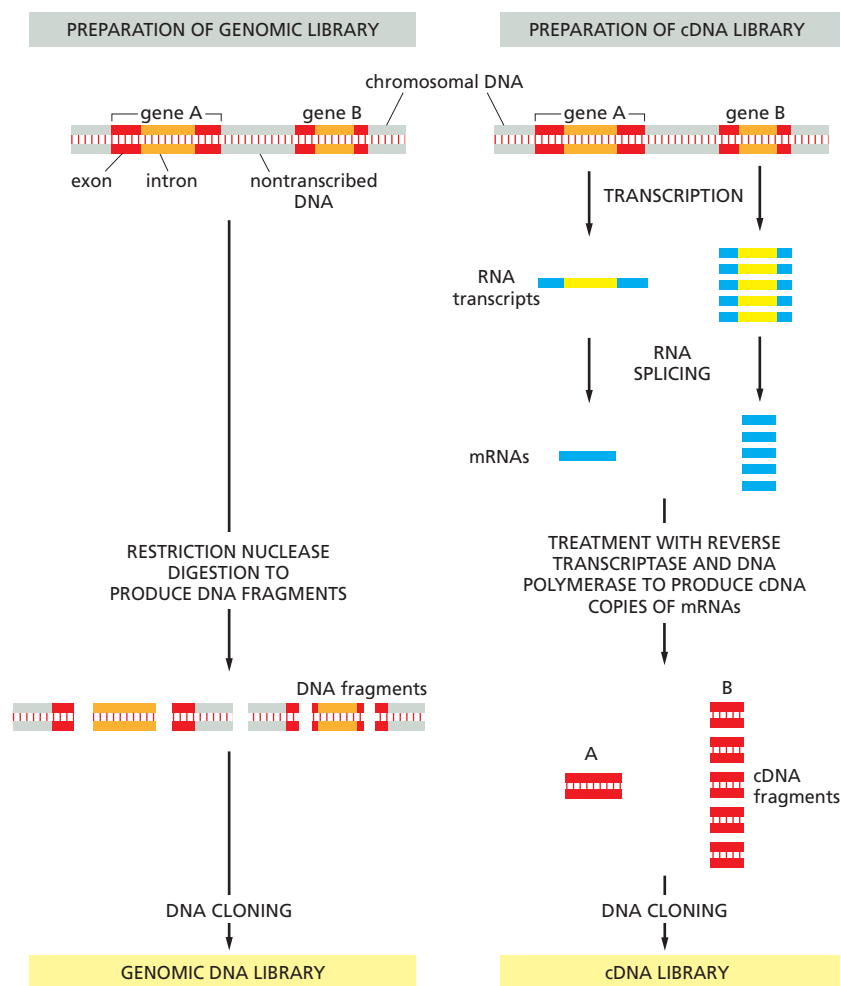 PREPARATION OF GENOMIC LIBRARY
PREPARATION OF cDNA LIBRARY
chromosomal DNA
gene A
gene B
gene A
gene B
exon
intron
nontranscribed
DNA
TRANSCRIPTION
RNA
transcripts
RNA
SPLICING
mRNAs
RESTRICTION NUCLEASE
DIGESTION TO
PRODUCE DNA FRAGMENTS
TREATMENT WITH REVERSE
TRANSCRIPTASE AND DNA
POLYMERASE TO PRODUCE cDNA
COPIES OF mRNAs
DNA fragments
A
B
cDNA
fragments
DNA CLONING
DNA CLONING
GENOMIC DNA LIBRARY
cDNA LIBRARY